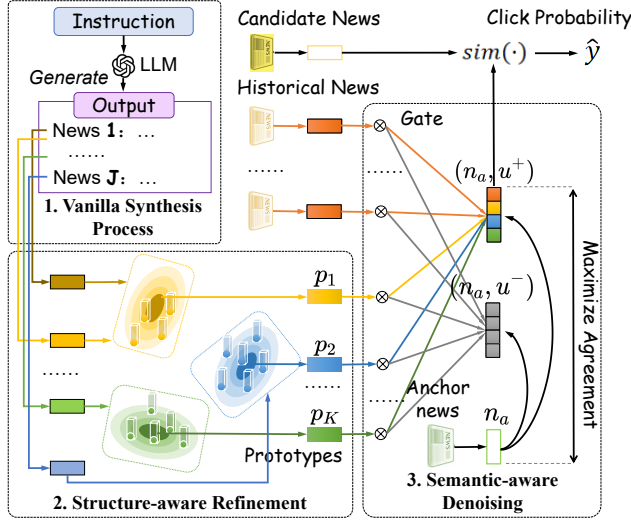 Instruction
Generate
LLM
Output
News 1: ...
......
News J: ...
1. Vanilla Synthesis
Process
Candidate News
sim(·)
Click Probability
ŷ
Historical News
......
......
Gate
(n_a, u^+)
(n_a, u^-)
Maximize Agreement
p_1
p_2
......
......
......
p_K
Prototypes
Anchor
news
n_a
2. Structure-aware Refinement
3. Semantic-aware
Denoising